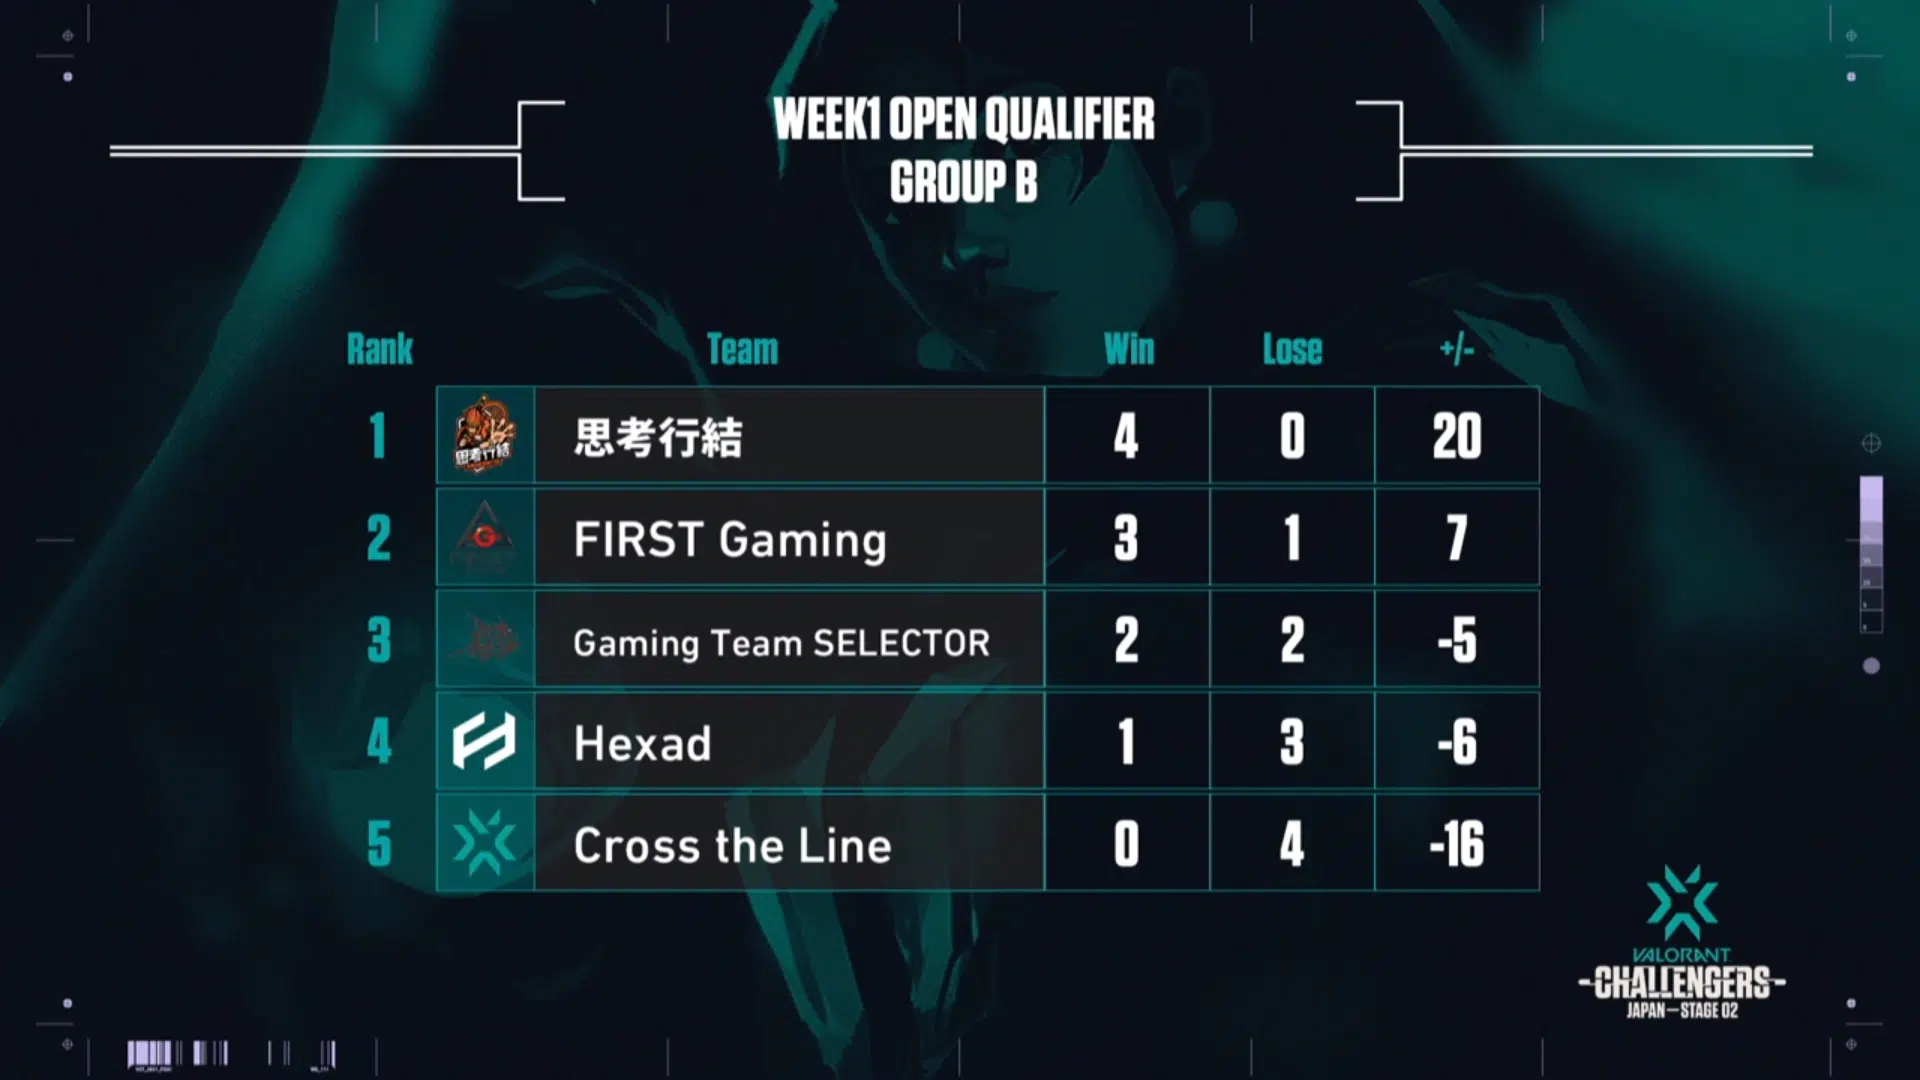 WEEK1 OPEN QUALIFIER
GROUP B
Rank Team Win Lose +/-
1 思考行結 4 0 20
2 FIRST Gaming 3 1 7
3 Gaming Team SELECTOR 2 2 -5
4 Hexad 1 3 -6
5 Cross the Line 0 4 -16
VALORANT
CHALLENGERS
JAPAN — STAGE 02